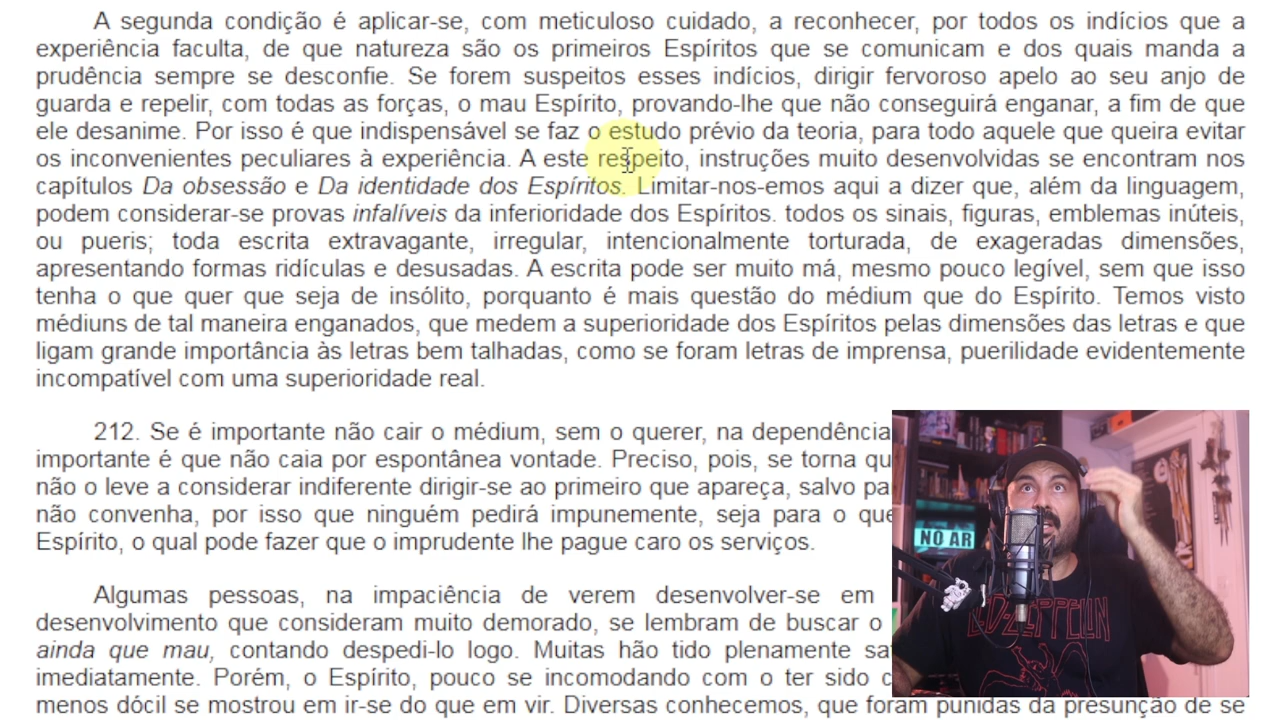 A segunda condição é aplicar-se, com meticuloso cuidado, a reconhecer, por todos os indícios que a
experiência faculta, de que natureza são os primeiros Espíritos que se comunicam e dos quais manda a
prudência sempre se desconfie. Se forem suspeitos esses indícios, dirigir fervoroso apelo ao seu anjo de
guarda e repelir, com todas as forças, o mau Espírito, provando-lhe que não conseguirá enganar, a fim de que
ele desanime. Por isso é que indispensável se faz o estudo prévio da teoria, para todo aquele que queira evitar
os inconvenientes peculiares à experiência. A este respeito, instruções muito desenvolvidas se encontram nos
capítulos Da obsessão e Da identidade dos Espíritos. Limitar-nos-emos aqui a dizer que, além da linguagem,
podem considerar-se provas infalíveis da inferioridade dos Espíritos. todos os sinais, figuras, emblemas inúteis,
ou pueris; toda escrita extravagante, irregular, intencionalmente torturada, de exageradas dimensões,
apresentando formas ridículas e desusadas. A escrita pode ser muito má, mesmo pouco legível, sem que isso
tenha o que quer que seja de insólito, porquanto é mais questão do médium que do Espírito. Temos visto
médiuns de tal maneira enganados, que medem a superioridade dos Espíritos pelas dimensões das letras e que
ligam grande importância às letras bem talhadas, como se foram letras de imprensa, puerilidade evidentemente
incompatível com uma superioridade real.
212. Se é importante não cair o médium, sem o querer, na dependência
importante é que não caia por espontânea vontade. Preciso, pois, se torna qu
não o leve a considerar indiferente dirigir-se ao primeiro que apareça, salvo pa
não convenha, por isso que ninguém pedirá impunemente, seja para o que
Espírito, o qual pode fazer que o imprudente lhe pague caro os serviços.
Algumas pessoas, na impaciência de verem desenvolver-se em
desenvolvimento que consideram muito demorado, se lembram de buscar o
ainda que mau, contando despedi-lo logo. Muitas hão tido plenamente sa
imediatamente. Porém, o Espírito, pouco se incomodando com o ter sido c
menos dócil se mostrou em ir-se do que em vir. Diversas conhecemos, que foram punidas da presunção de se
NO AR
LED ZEPPELIN